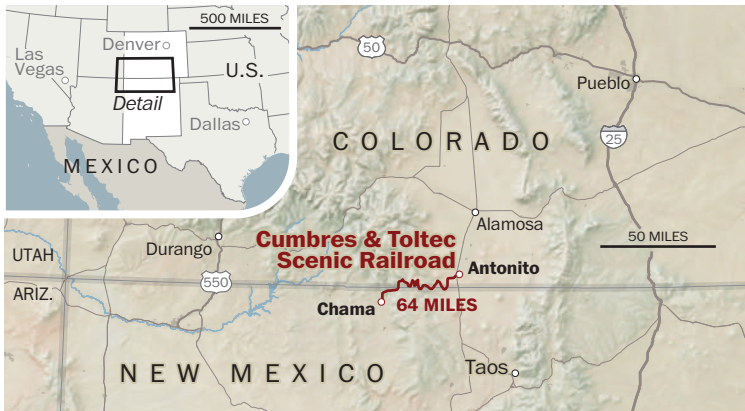 500 MILES
Denver
Las
Vegas
U.S.
Detail
Dallas
MEXICO
50
Pueblo
COLORADO
25
Alamosa
50 MILES
Durango
UTAH
ARIZ.
550
Cumbres & Toltec
Scenic Railroad
Antonito
Chama
64 MILES
NEW MEXICO
Taos